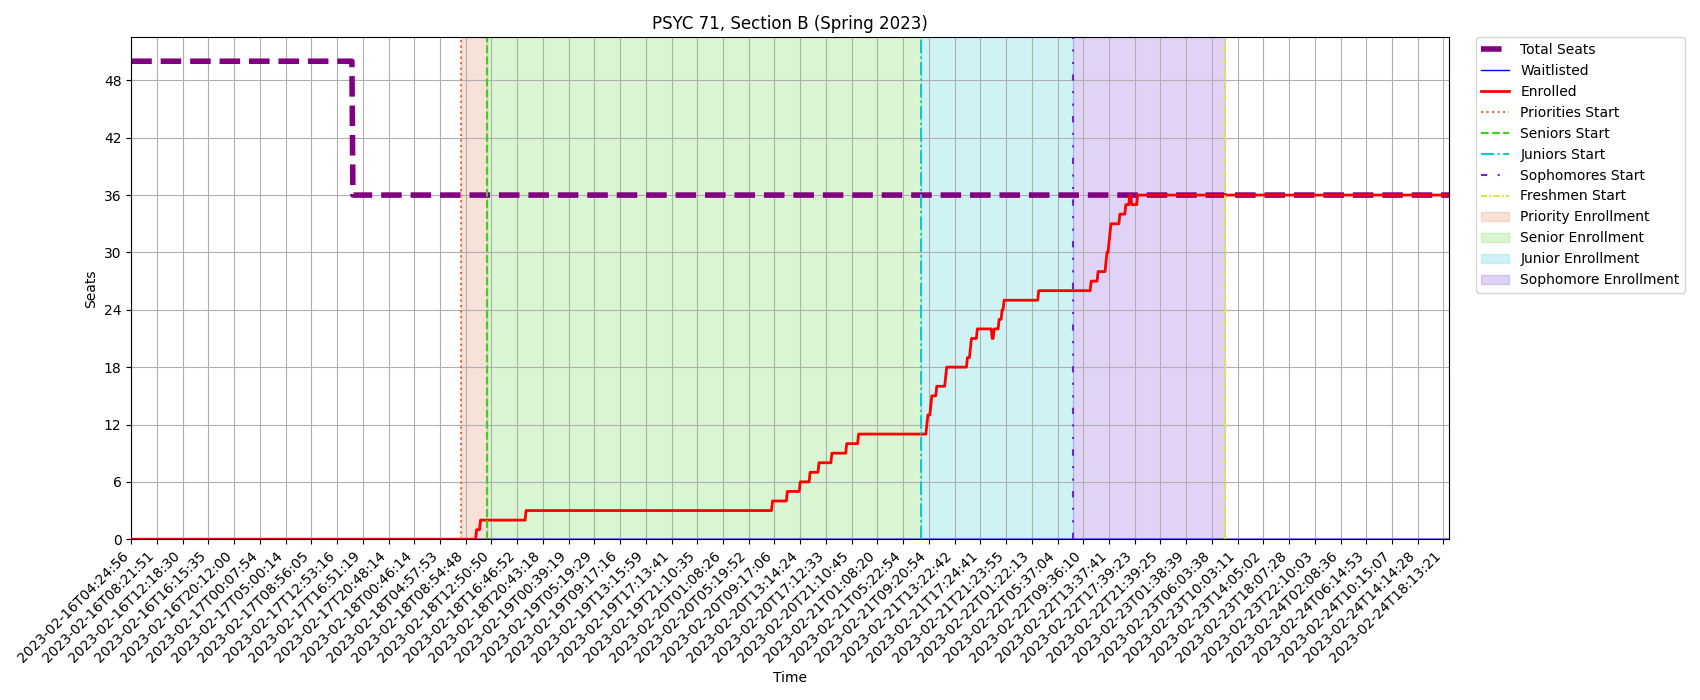 PSYC 71, Section B (Spring 2023)
Total Seats
Waitlisted
Enrolled
Priorities Start
Seniors Start
Juniors Start
Sophomores Start
Freshmen Start
Priority Enrollment
Senior Enrollment
Junior Enrollment
Sophomore Enrollment
Seats
48
42
36
30
24
18
12
6
0
2023-02-16T04:24:56
2023-02-16T08:21:51
2023-02-16T12:18:30
2023-02-16T16:15:35
2023-02-16T20:12:00
2023-02-17T00:07:54
2023-02-17T05:00:14
2023-02-17T08:56:05
2023-02-17T12:53:16
2023-02-17T16:51:19
2023-02-17T20:48:14
2023-02-18T00:46:14
2023-02-18T04:57:53
2023-02-18T08:54:48
2023-02-18T12:50:50
2023-02-18T16:46:52
2023-02-18T20:43:18
2023-02-19T00:39:19
2023-02-19T05:19:29
2023-02-19T09:17:16
2023-02-19T13:15:59
2023-02-19T17:13:41
2023-02-19T21:10:35
2023-02-20T01:08:26
2023-02-20T05:19:52
2023-02-20T09:17:06
2023-02-20T13:14:24
2023-02-20T17:12:33
2023-02-20T21:10:45
2023-02-21T01:08:20
2023-02-21T05:22:54
2023-02-21T09:20:54
2023-02-21T13:22:42
2023-02-21T17:24:41
2023-02-21T21:23:55
2023-02-22T01:22:13
2023-02-22T05:37:04
2023-02-22T09:36:10
2023-02-22T13:37:41
2023-02-22T17:39:23
2023-02-22T21:39:25
2023-02-23T01:38:39
2023-02-23T06:03:38
2023-02-23T10:03:11
2023-02-23T14:05:02
2023-02-23T18:07:28
2023-02-23T22:10:03
2023-02-24T02:08:36
2023-02-24T06:14:53
2023-02-24T10:15:07
2023-02-24T14:14:28
2023-02-24T18:13:21
Time